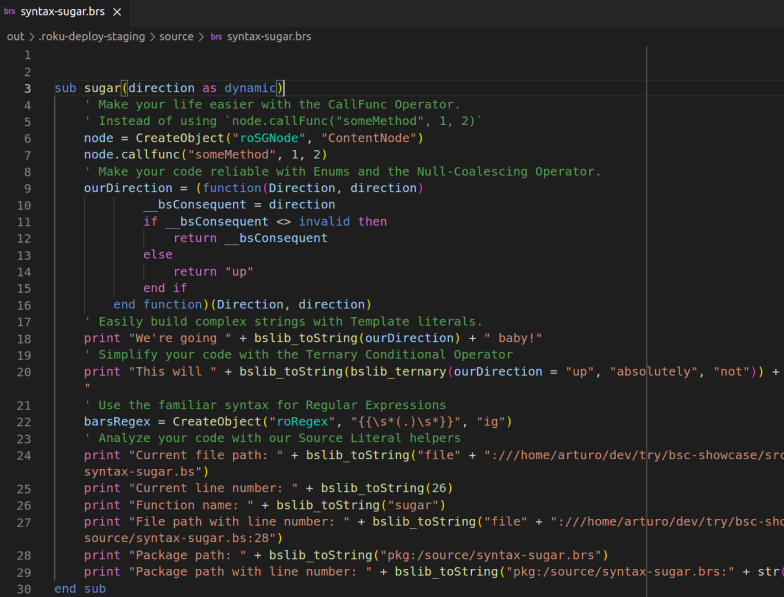 brs syntax-sugar.brs ×
out > .roku-deploy-staging > source > brs syntax-sugar.brs
1
2
3 sub sugar(direction as dynamic)
4 ' Make your life easier with the CallFunc Operator.
5 ' Instead of using `node.callFunc("someMethod", 1, 2)`
6 node = CreateObject("roSGNode", "ContentNode")
7 node.callfunc("someMethod", 1, 2)
8 ' Make your code reliable with Enums and the Null-Coalescing Operator.
9 ourDirection = (function(Direction, direction)
10 __bsConsequent = direction
11 if __bsConsequent <> invalid then
12 return __bsConsequent
13 else
14 return "up"
15 end if
16 end function)(Direction, direction)
17 ' Easily build complex strings with Template literals.
18 print "We're going " + bslib_toString(ourDirection) + " baby!"
19 ' Simplify your code with the Ternary Conditional Operator
20 print "This will " + bslib_toString(bslib_ternary(ourDirection = "up", "absolutely", "not")) +
"
21 ' Use the familiar syntax for Regular Expressions
22 barsRegex = CreateObject("roRegex", "{{\s*(.)\s*}}", "ig")
23 ' Analyze your code with our Source Literal helpers
24 print "Current file path: " + bslib_toString("file" + ":///home/arturo/dev/try/bsc-showcase/src
syntax-sugar.bs")
25 print "Current line number: " + bslib_toString(26)
26 print "Function name: " + bslib_toString("sugar")
27 print "File path with line number: " + bslib_toString("file" + ":///home/arturo/dev/try/bsc-sho
source/syntax-sugar.bs:28")
28 print "Package path: " + bslib_toString("pkg:/source/syntax-sugar.brs")
29 print "Package path with line number: " + bslib_toString("pkg:/source/syntax-sugar.brs:" + str(
30 end sub